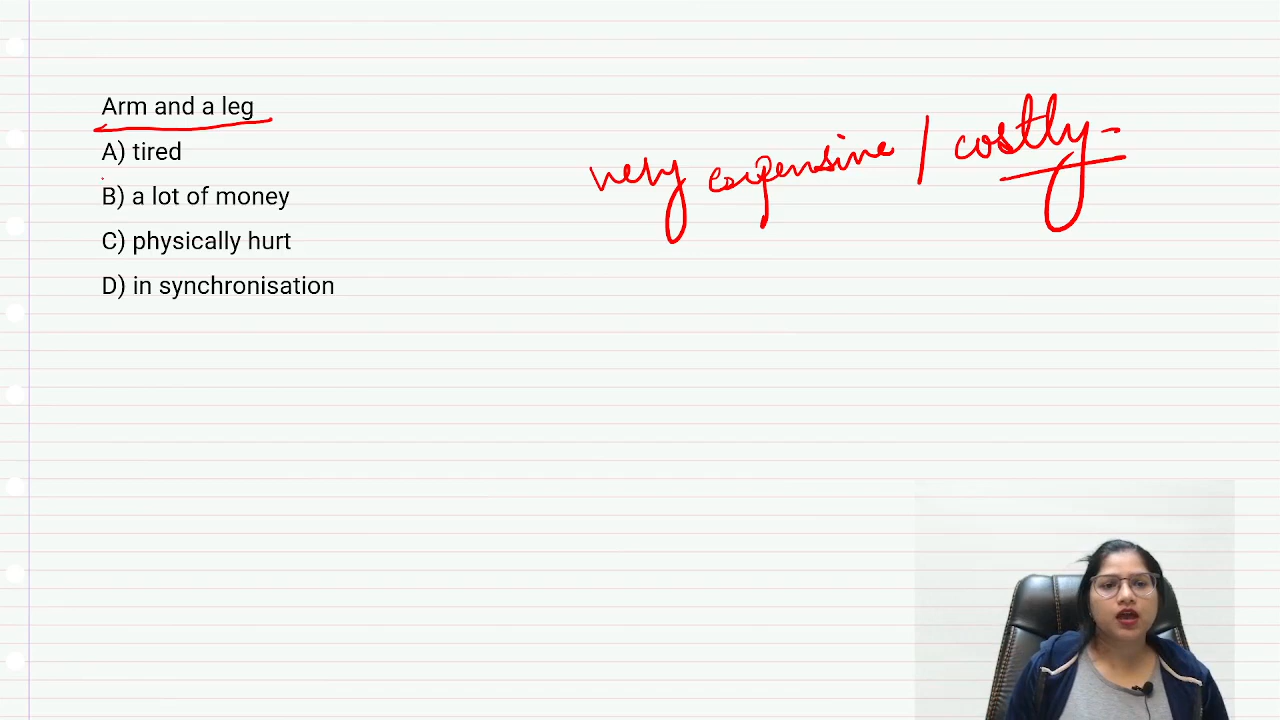 Arm and a leg
A) tired
B) a lot of money
C) physically hurt
D) in synchronisation
very expensive / costly-